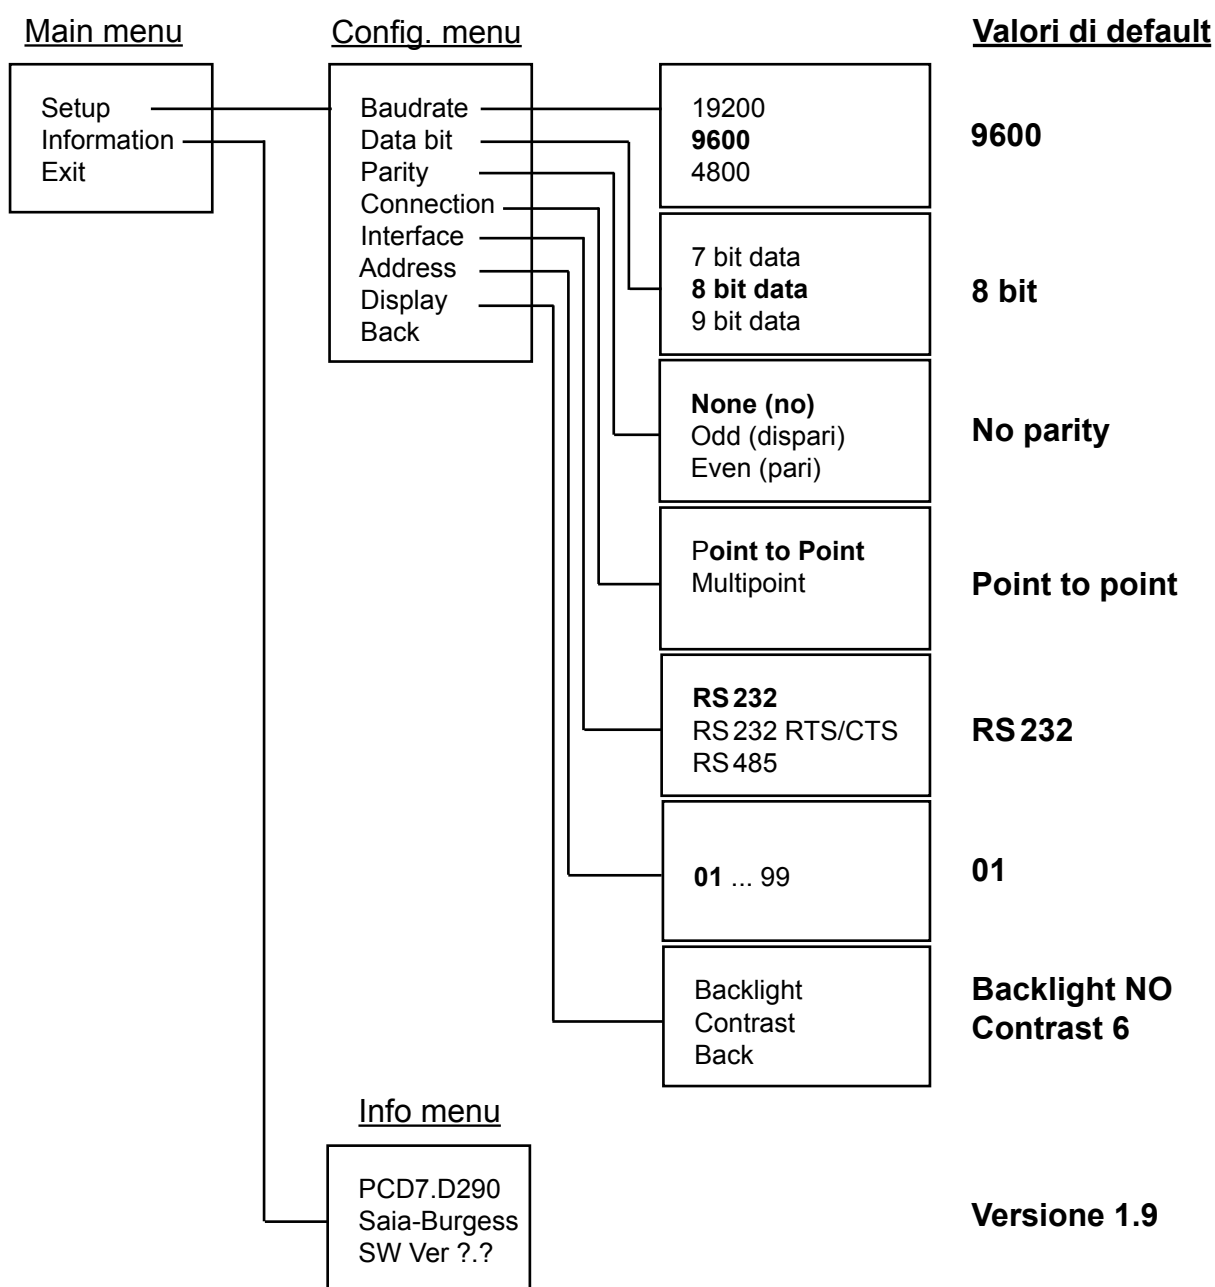 Main menu
Config. menu
Valori di default
Setup
Information
Exit
Baudrate
Data bit
Parity
Connection
Interface
Address
Display
Back
19200
9600
4800
9600
7 bit data
8 bit data
9 bit data
8 bit
None (no)
Odd (dispari)
Even (pari)
No parity
Point to Point
Multipoint
Point to point
RS 232
RS 232 RTS/CTS
RS 485
RS 232
01 ... 99
01
Backlight
Contrast
Back
Backlight NO
Contrast 6
Info menu
PCD7.D290
Saia-Burgess
SW Ver ?.?
Versione 1.9